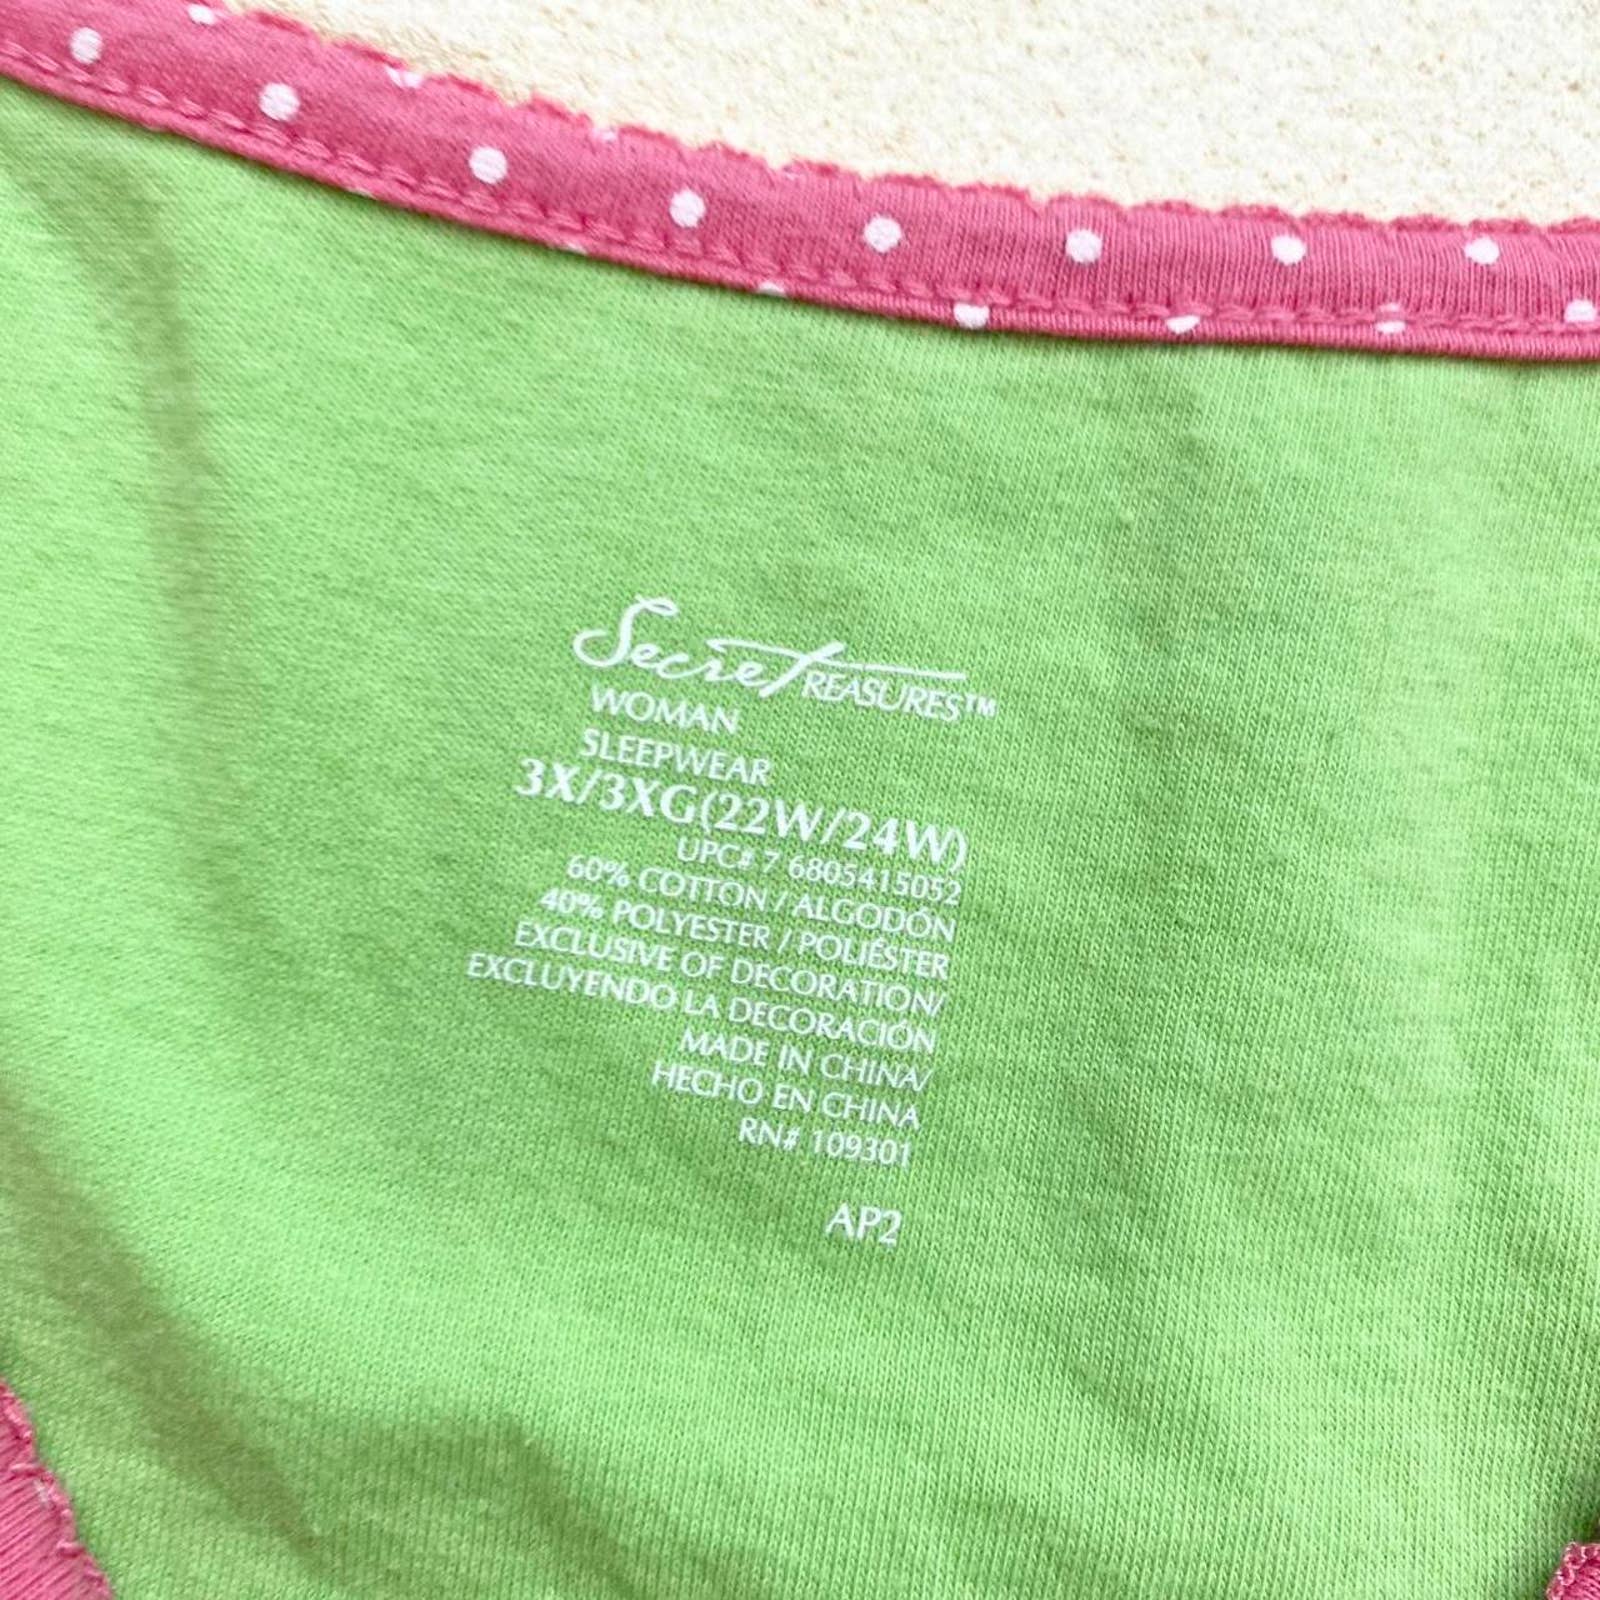 Secret TREASURES™
WOMAN
SLEEPWEAR
3X/3XG(22W/24W)
UPC# 7 6805415052
60% COTTON / ALGODÓN
40% POLYESTER / POLIÉSTER
EXCLUSIVE OF DECORATION/
EXCLUYENDO LA DECORACIÓN
MADE IN CHINA/
HECHO EN CHINA
RN# 109301
AP2